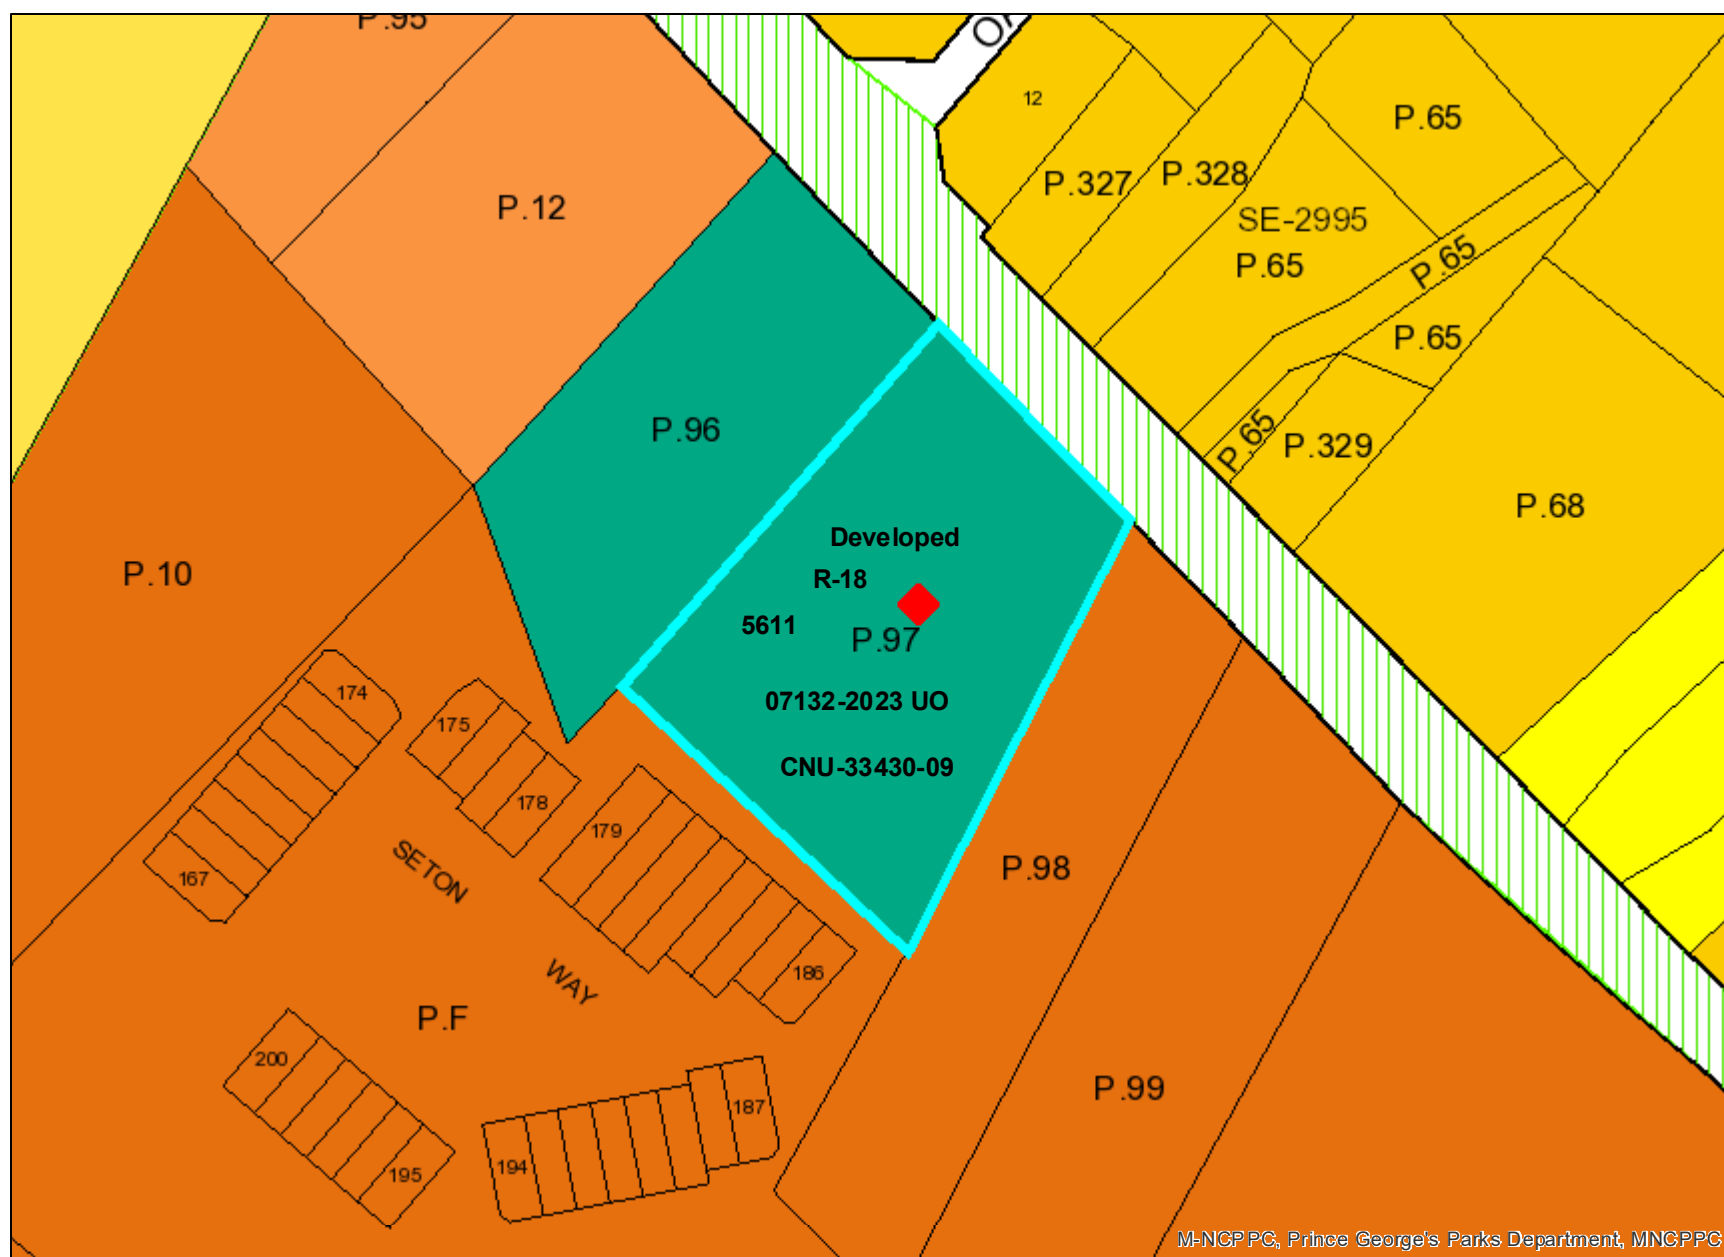 P.95
OA
12
P.65
P.327
P.328
P.12
SE-2995
P.65
P.65
P.65
P.96
P.65
P.329
P.68
Developed
R-18
P.10
5611
P.97
174
07132-2023 UO
175
CNU-33430-09
178
179
SETON
P.98
167
186
WAY
P.F
200
P.99
187
194
195
M-NCPPC, Prince George's Parks Department, MNCPPC